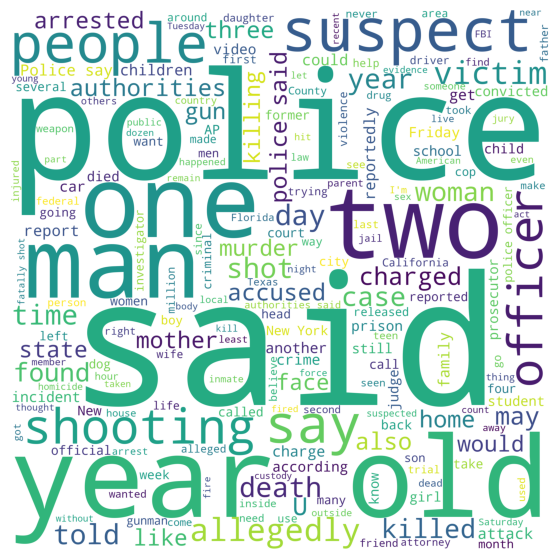 arrested
people
Police say
children
three
video
around
daughter
first
suspect
never
area
could
help
near
FBI
father
recent
Tuesday
young
several
authorities
others
country
gun
AP
weapon
public
want
dozen
made
killing
police said
former
year
County
let
violence
reportedly
drug
evidence
find
driver
someone
victim
get
convicted
took
live
jury
hit
Friday
school
American
even
police
injured
part
happened
remain
men
law
see
cop
child
car
died
going
trying
parent
I'm
sex
make
act
one
two
report
federal
investigator
since
Florida
day
woman
last
jail
police officer
officer
man
fatally shot
person
women
million
criminal
murder
shot
court
way
Texas
night
city
California
charged
reported
prosecutor
accused
case
time
left
local
body
authorities said
released
teen
said
member
right
boy
wife
kill
head
least
New York
prison
family
state
mother
another
still
call
go
thing
found
homicide
dog
hour
taken
inmate
crime
face
believe
force
seen
judge
four
student
incident
thought
New
house
life
called
fired
second
suspected
count
away
home
may
shooting
say
also
would
got
arrest
official
alleged
charge
according
back
son
trial
take
used
year old
week
custody
death
U
many
know
dead
girl
wanted
fire
without
gunman
come
inside
need
use
outside
Saturday
told
like
allegedly
killed
friend
attorney
attack
month